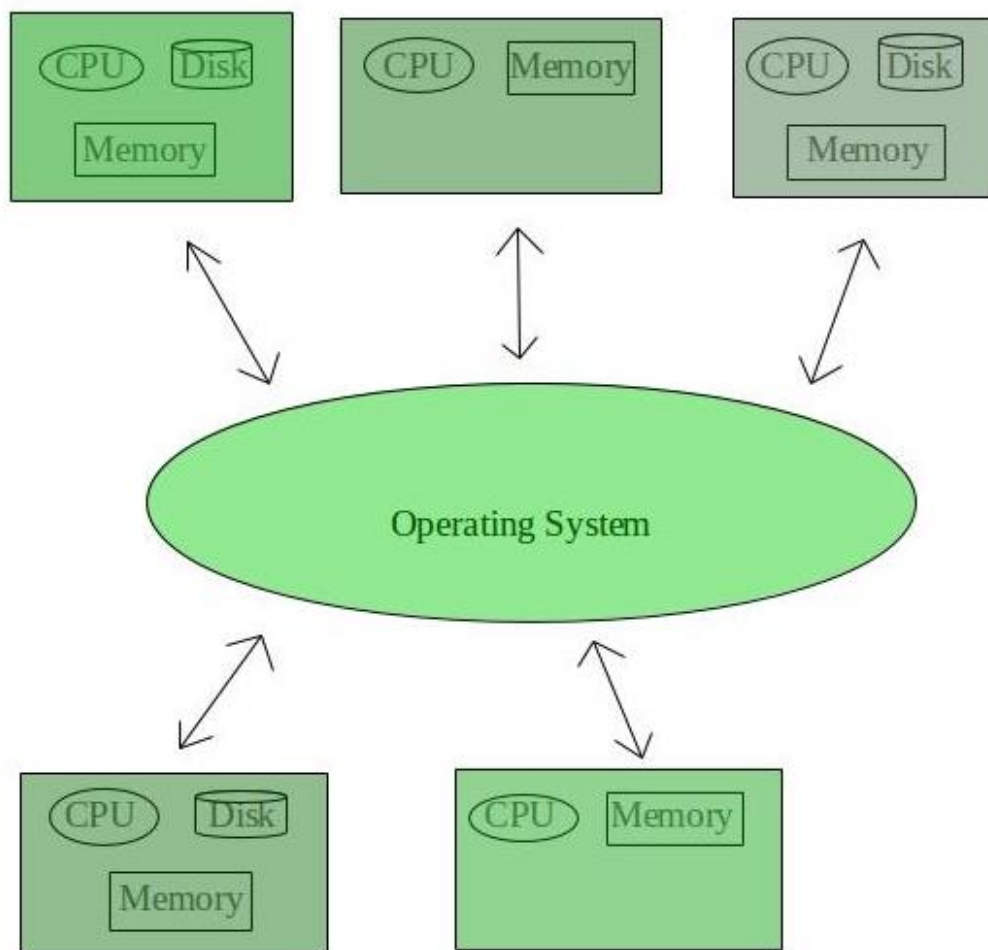 CPU Disk
Memory
CPU Memory
CPU Disk
Memory
Operating System
CPU Disk
Memory
CPU Memory